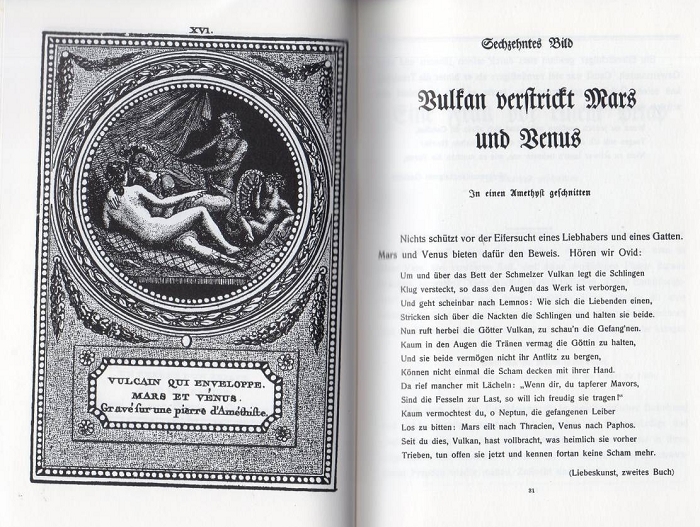 XVI.
VULCAIN QUI ENVELOPPE.
MARS ET VÉNUS.
Gravé sur une pierre d'Améthiste.
Sechzehntes Bild
Vulkan verstrickt Mars
und Venus
In einen Amethyst geschnitten
Nichts schützt vor der Eifersucht eines Liebhabers und eines Gatten.
Mars und Venus bieten dafür den Beweis. Hören wir Ovid:
Um und über das Bett der Schmelzer Vulkan legt die Schlingen
Klug versteckt, so dass den Augen das Werk ist verborgen,
Und geht scheinbar nach Lemnos: Wie sich die Liebenden einen,
Stricken sich über die Nackten die Schlingen und halten sie beide.
Nun ruft herbei die Götter Vulkan, zu schau'n die Gefang'nen.
Kaum in den Augen die Tränen vermag die Göttin zu halten,
Und sie beide vermögen nicht ihr Antlitz zu bergen,
Können nicht einmal die Scham decken mit ihrer Hand.
Da rief mancher mit Lächeln: „Wenn dir, du tapferer Mavors,
Sind die Fesseln zur Last, so will ich freudig sie tragen!"
Kaum vermochtest du, o Neptun, die gefangenen Leiber
Los zu bitten: Mars eilt nach Thracien, Venus nach Paphos.
Seit du dies, Vulkan, hast vollbracht, was heimlich sie vorher
Trieben, tun offen sie jetzt und kennen fortan keine Scham mehr.
(Liebeskunst, zweites Buch)